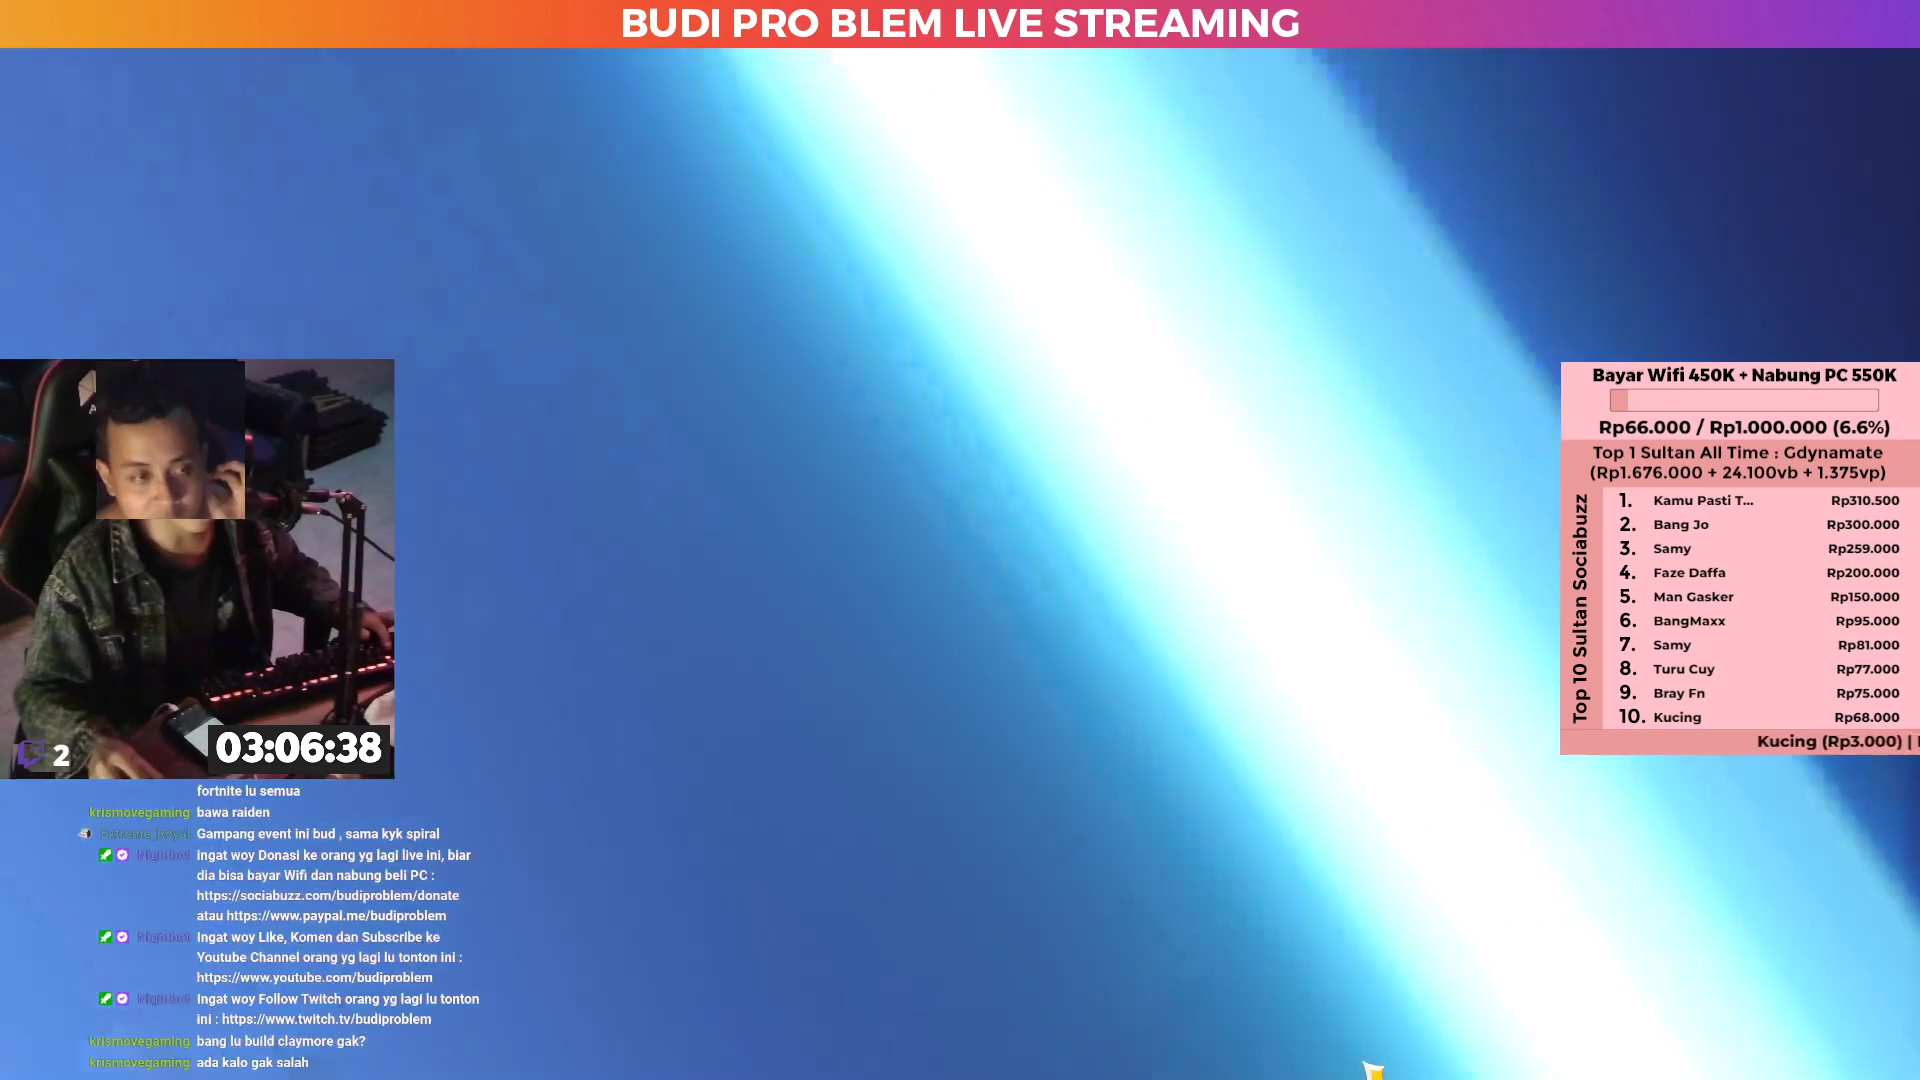 BUDI PRO BLEM LIVE STREAMING
2
03:06:38
fortnite lu semua
krismovegaming bawa raiden
Gampang event ini bud , sama kyk spiral
Nightbot Ingat woy Donasi ke orang yg lagi live ini, biar
dia bisa bayar Wifi dan nabung beli PC :
https://sociabuzz.com/budiproblem/donate
atau https://www.paypal.me/budiproblem
Nightbot Ingat woy Like, Komen dan Subscribe ke
Youtube Channel orang yg lagi lu tonton ini :
https://www.youtube.com/budiproblem
Nightbot Ingat woy Follow Twitch orang yg lagi lu tonton
ini : https://www.twitch.tv/budiproblem
krismovegaming bang lu build claymore gak?
krismovegaming ada kalo gak salah
Bayar Wifi 450K + Nabung PC 550K
Rp66.000 / Rp1.000.000 (6.6%)
Top 1 Sultan All Time : Gdynamate
(Rp1.676.000 + 24.100vb + 1.375vp)
Top 10 Sultan Sociabuzz
1. Kamu Pasti T... Rp310.500
2. Bang Jo Rp300.000
3. Samy Rp259.000
4. Faze Daffa Rp200.000
5. Man Gasker Rp150.000
6. BangMaxx Rp95.000
7. Samy Rp81.000
8. Turu Cuy Rp77.000
9. Bray Fn Rp75.000
10. Kucing Rp68.000
Kucing (Rp3.000) |